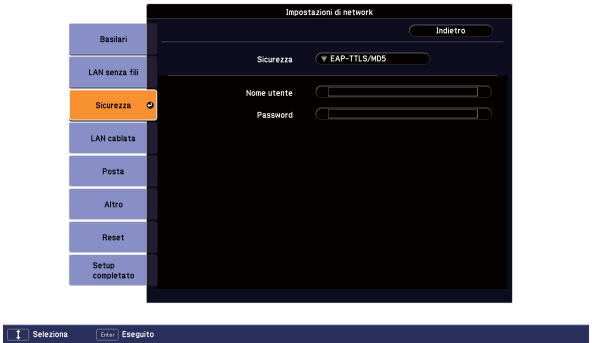 Impostazioni di network
Indietro
Basilari
LAN senza fili
Sicurezza
LAN cablata
Posta
Altro
Reset
Setup
completato
Sicurezza ▼ EAP-TTLS/MD5
Nome utente
Password
Seleziona Enter Eseguito